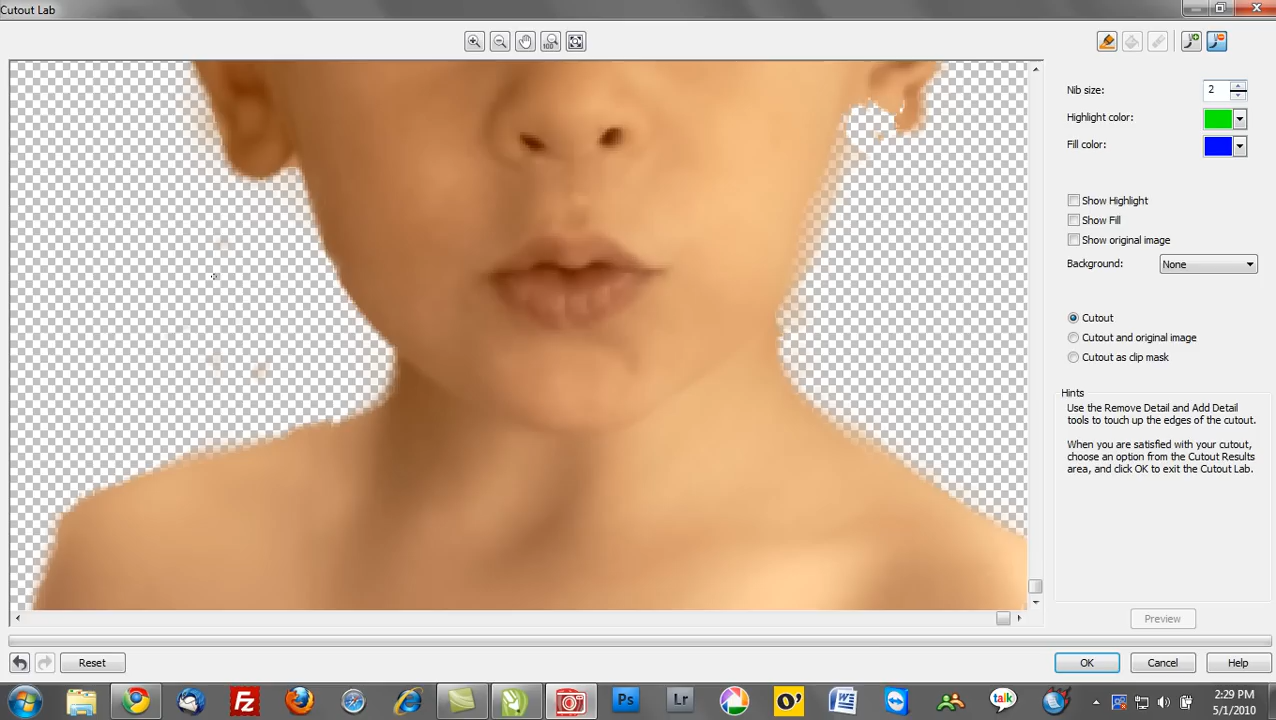 Cutout Lab
100
Nib size: 2
Highlight color:
Fill color:
Show Highlight
Show Fill
Show original image
Background: None
Cutout
Cutout and original image
Cutout as clip mask
Hints
Use the Remove Detail and Add Detail
tools to touch up the edges of the cutout.
When you are satisfied with your cutout,
choose an option from the Cutout Results
area, and click OK to exit the Cutout Lab.
Preview
Reset
OK Cancel Help
Fz Ps Lr O' W talk
2:29 PM
5/1/2010